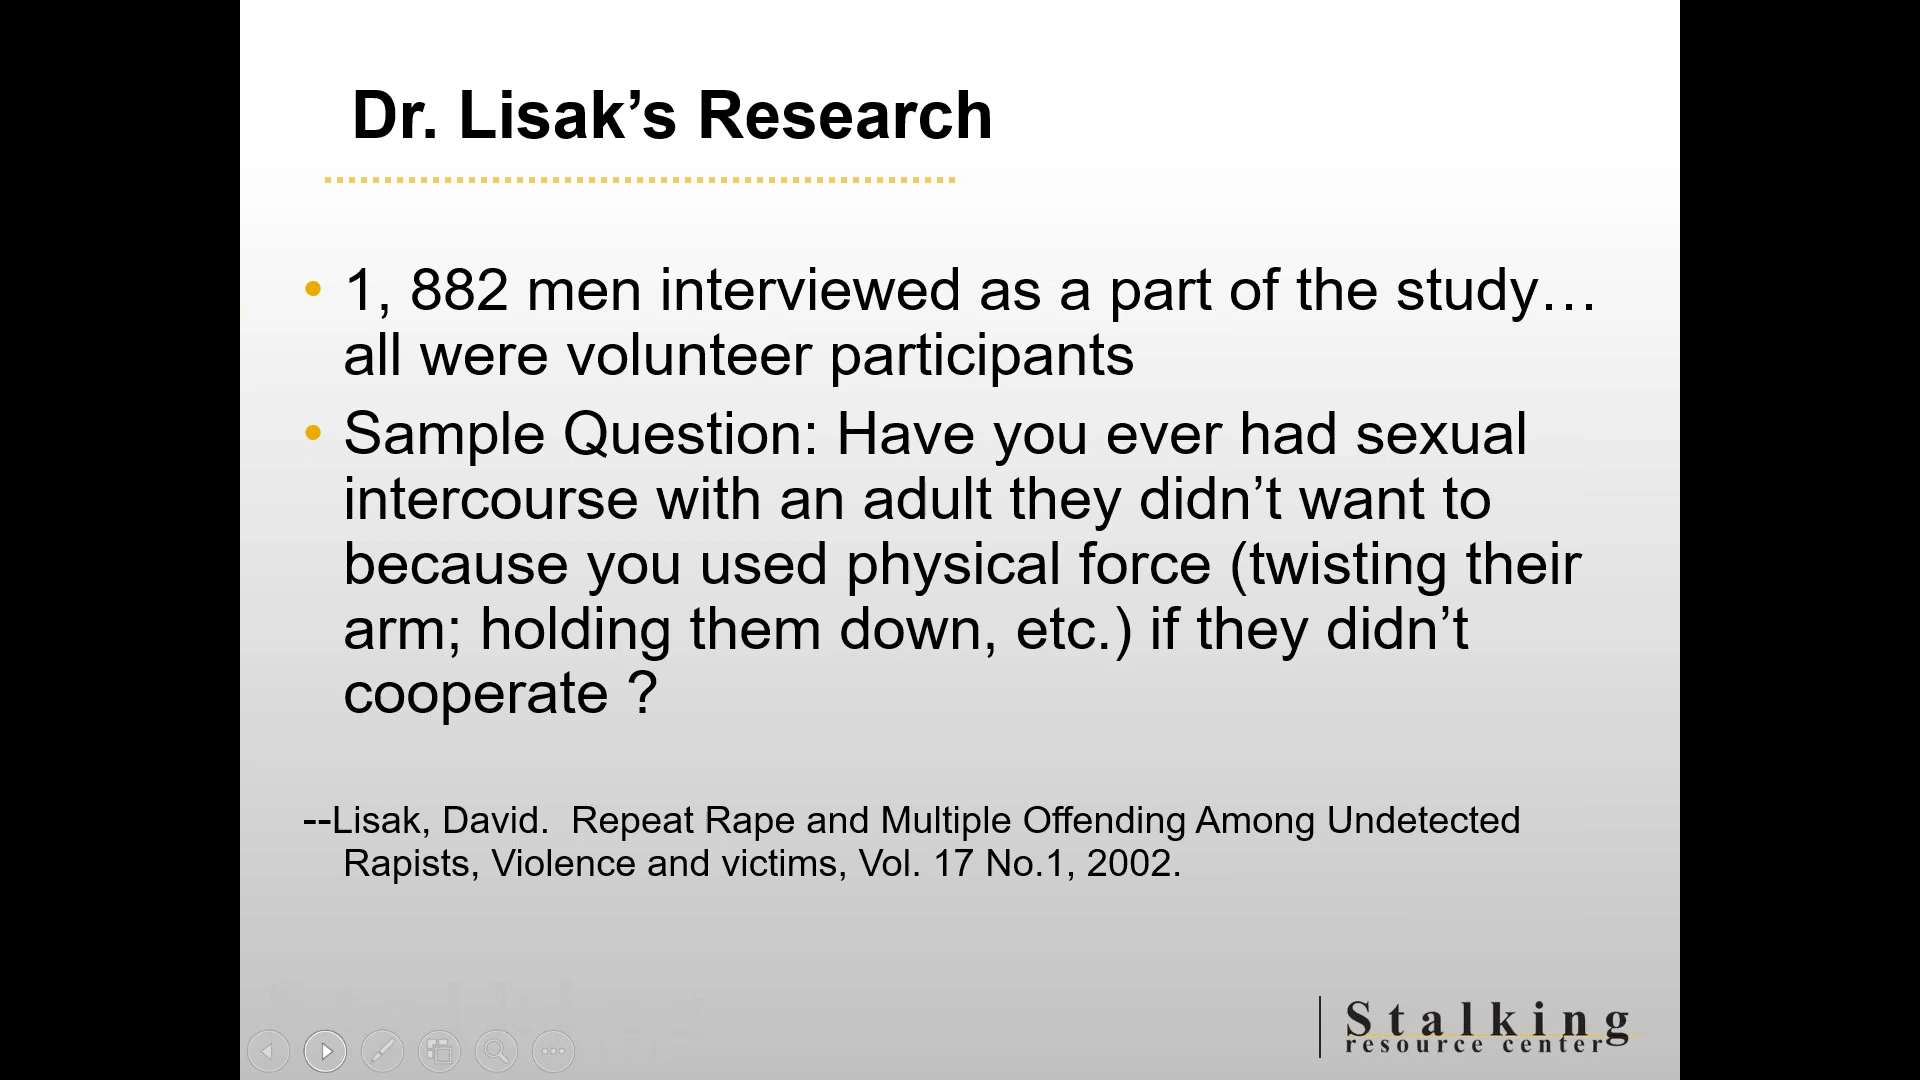 Dr. Lisak’s Research
• 1, 882 men interviewed as a part of the study…
all were volunteer participants
• Sample Question: Have you ever had sexual
intercourse with an adult they didn’t want to
because you used physical force (twisting their
arm; holding them down, etc.) if they didn’t
cooperate ?
--Lisak, David.  Repeat Rape and Multiple Offending Among Undetected
Rapists, Violence and victims, Vol. 17 No.1, 2002.
Stalking
resource center